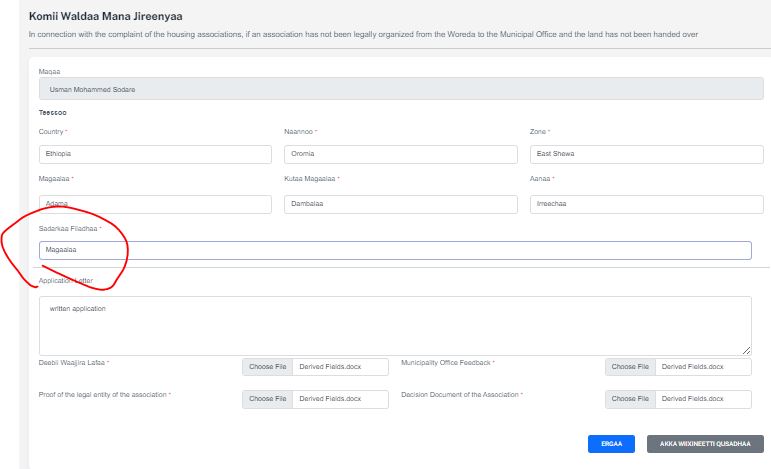 Komii Waldaa Mana Jireenyaa
In connection with the complaint of the housing associations, if an association has not been legally organized from the Woreda to the Municipal Office and the land has not been handed over
Maqaa
Usman Mohammed Sodare
Teessoo
Country * Naannoo * Zone *
Ethiopia Oromia East Shewa
Magaalaa * Kutaa Magaalaa * Aanaa *
Adama Dambalaa Irreechaa
Sadarkaa Filadhaa *
Magaalaa
Application Letter
written application
Deebii Waajjira Lafaa * Choose File Derived Fields.docx Municipality Office Feedback * Choose File Derived Fields.docx
Proof of the legal entity of the association * Choose File Derived Fields.docx Decision Document of the Association * Choose File Derived Fields.docx
ERGAA AKKA WIIXINEETTI QUSADHAA